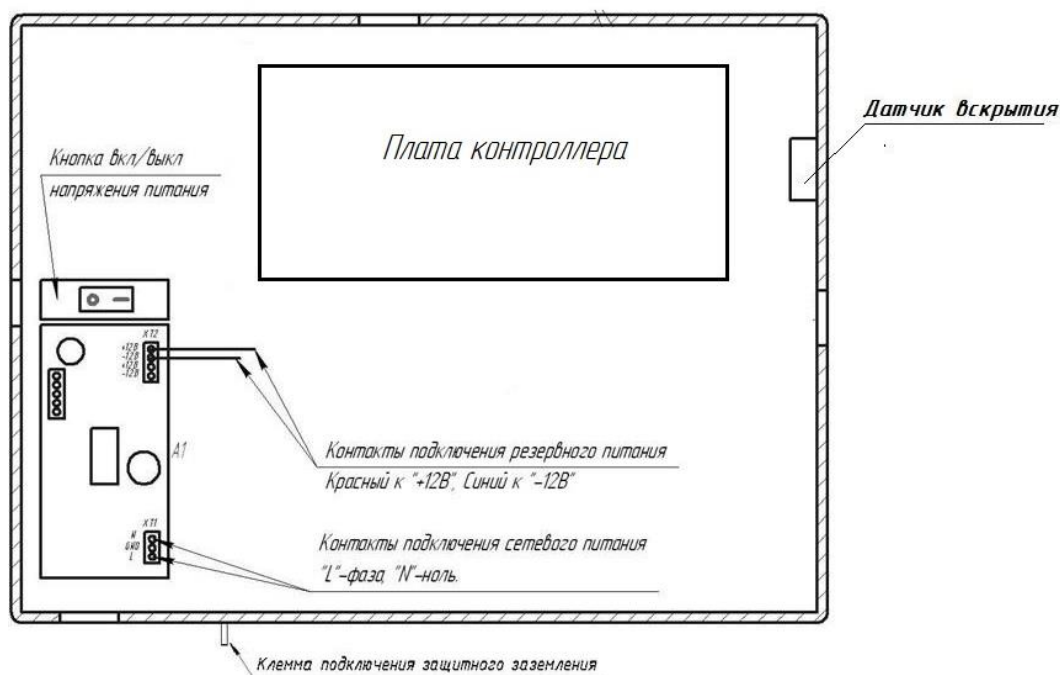 Датчик вскрытия
Плата контроллера
Кнопка вкл/выкл
напряжения питания
XT2
+12В
-12В
+12В
-12В
A1
Контакты подключения резервного питания
Красный к "+12В", Синий к "-12В"
XT1
N
GND
L
Контакты подключения сетевого питания
"L"-фаза, "N"-ноль.
Клемма подключения защитного заземления